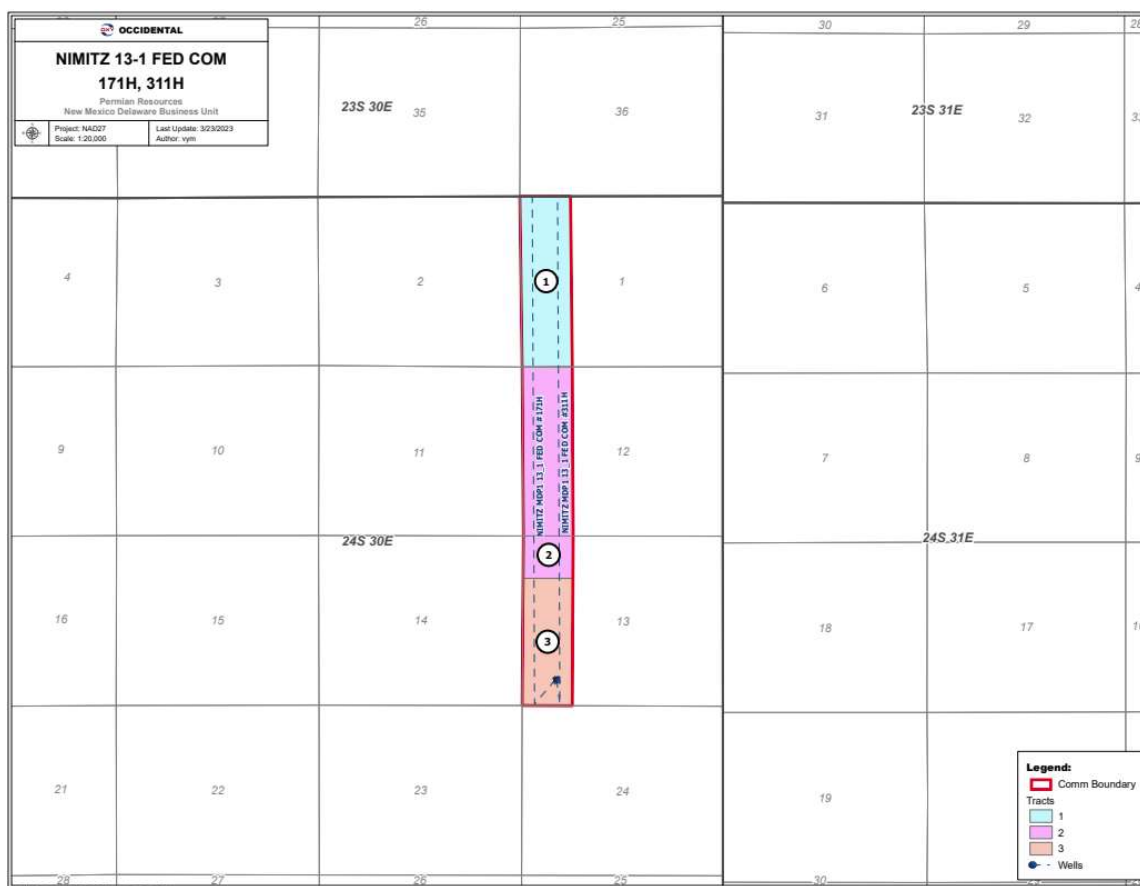 OXY OCCIDENTAL
NIMITZ 13-1 FED COM
171H, 311H
Permian Resources
New Mexico Delaware Business Unit
Project: NAD27
Scale: 1:20,000
Last Update: 3/23/2023
Author: vym
27 26 25 30 29 28
23S 30E 35 36 31 23S 31E 32 33
4 3 2 1 1 6 5 4
9 10 11 12 7 8 9
NIMITZ MDP1 13_1 FED COM #171H
NIMITZ MDP1 13_1 FED COM #311H
24S 30E 2 24S 31E
16 15 14 3 13 18 17
21 22 23 24 19
28 27 26 25 30 29
Legend:
Comm Boundary
Tracts
1
2
3
Wells